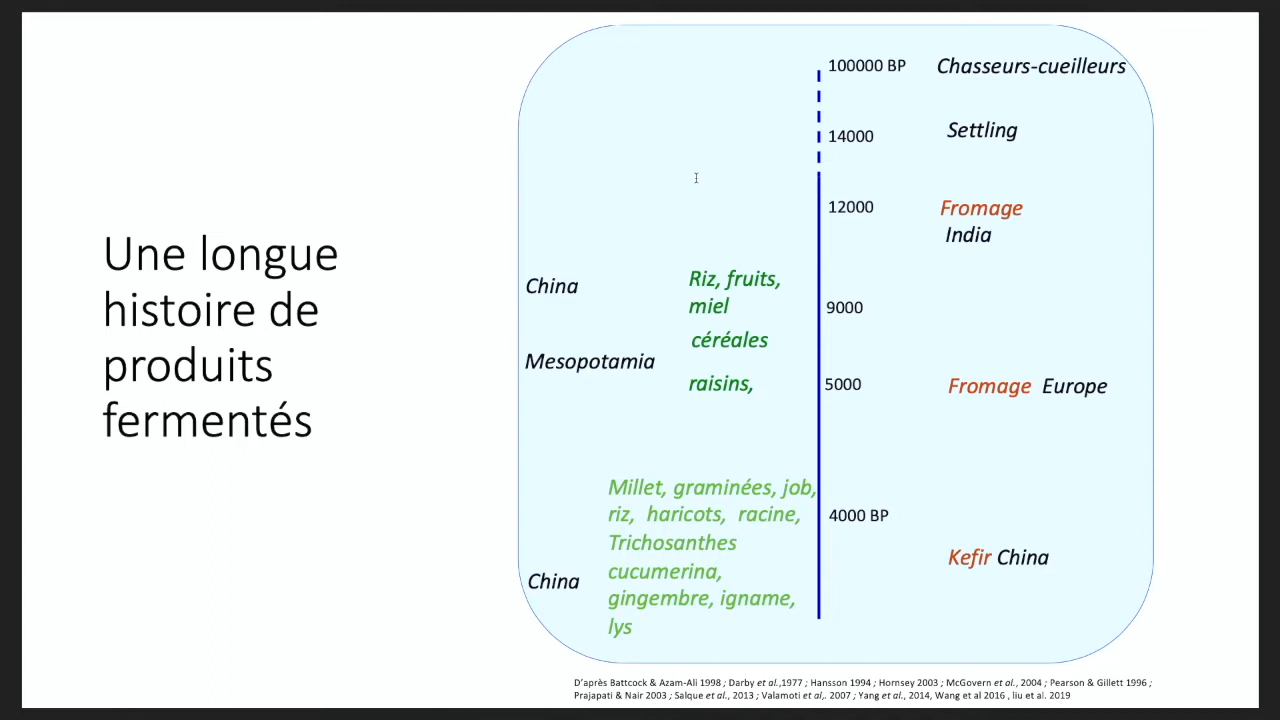 Une longue
histoire de
produits
fermentés
100000 BP Chasseurs-cueilleurs
14000 Settling
12000 Fromage
India
China Riz, fruits,
miel
9000
céréales
Mesopotamia
raisins, 5000 Fromage Europe
Millet, graminées, job,
riz, haricots, racine, 4000 BP
Trichosanthes
Kefir China
cucumerina,
China
gingembre, igname,
lys
D'après Battcock & Azam-Ali 1998 ; Darby et al.,1977 ; Hansson 1994 ; Hornsey 2003 ; McGovern et al., 2004 ; Pearson & Gillett 1996 ;
Prajapati & Nair 2003 ; Salque et al., 2013 ; Valamoti et al,. 2007 ; Yang et al., 2014, Wang et al 2016 , liu et al. 2019